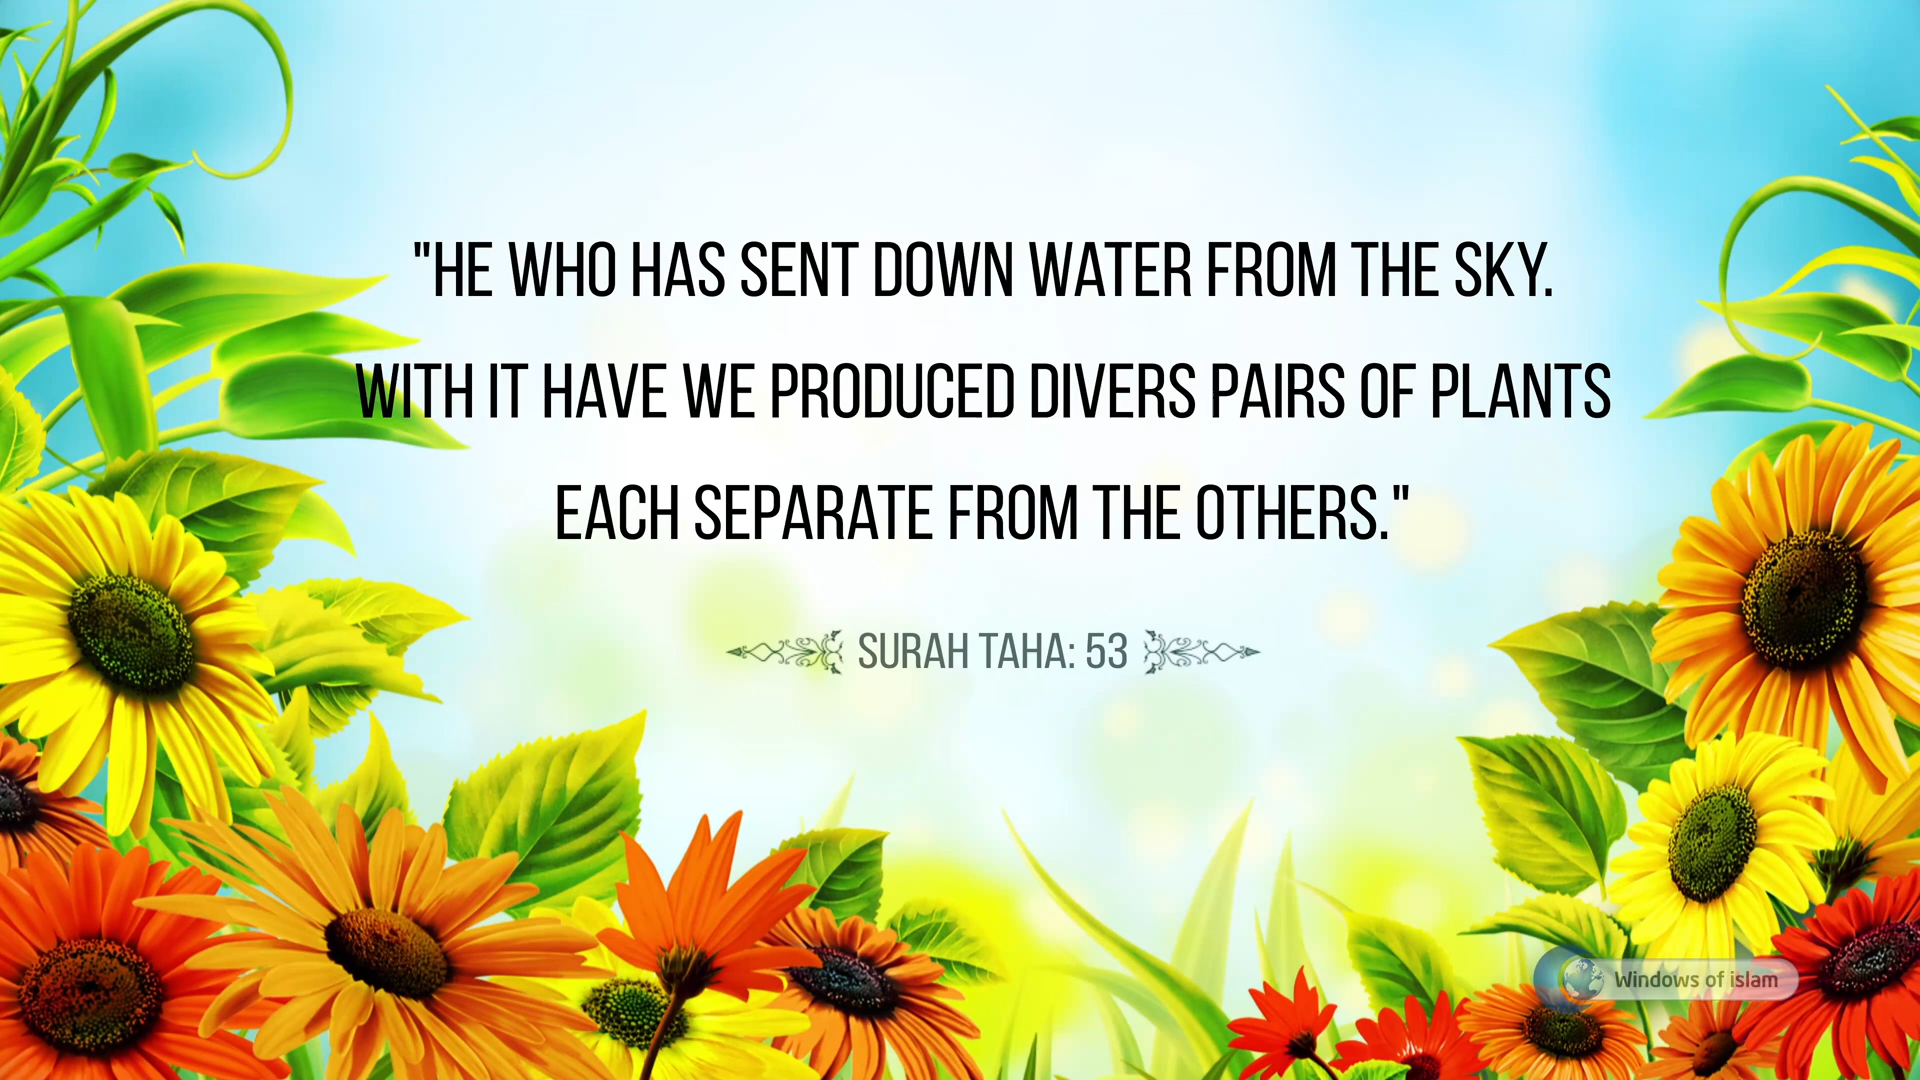 "HE WHO HAS SENT DOWN WATER FROM THE SKY.
WITH IT HAVE WE PRODUCED DIVERS PAIRS OF PLANTS
EACH SEPARATE FROM THE OTHERS."
SURAH TAHA: 53
Windows of islam